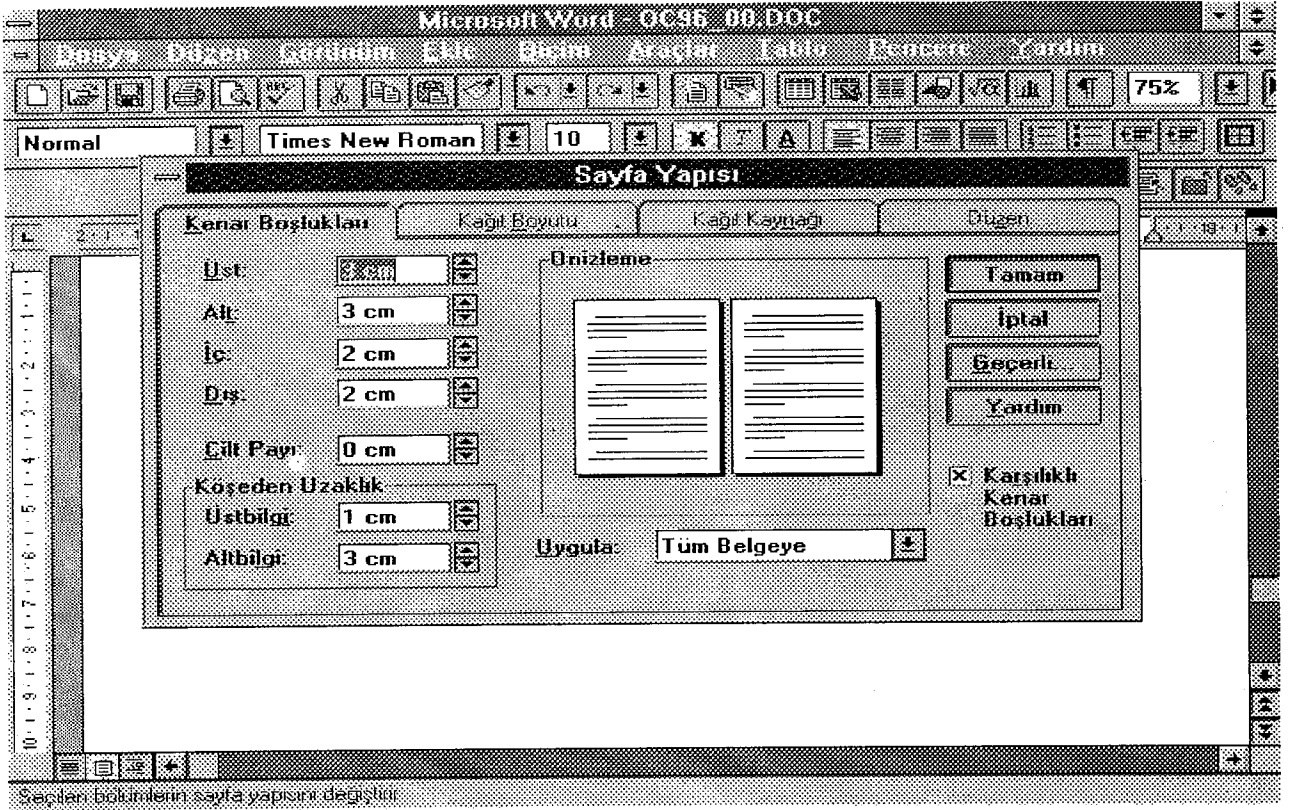 Microsoft Word - OC96_00.DOC
Dosya Düzen Görünüm Ekle Biçim Araçlar Tablo Pencere Yardım
75%
Normal Times New Roman 10 K T A
Sayfa Yapısı
Kenar Boşlukları Kağıt Boyutu Kağıt Kaynağı Düzen
Üst:
Alt: 3 cm
İç: 2 cm
Dış: 2 cm
Cilt Payı: 0 cm
Köşeden Uzaklık
Üstbilgi: 1 cm
Altbilgi: 3 cm
Önizleme
Uygula: Tüm Belgeye
Tamam
İptal
Geçerli...
Yardım
Karşılıklı
Kenar
Boşlukları
Seçilen bölümlerin sayfa yapısını değiştirir